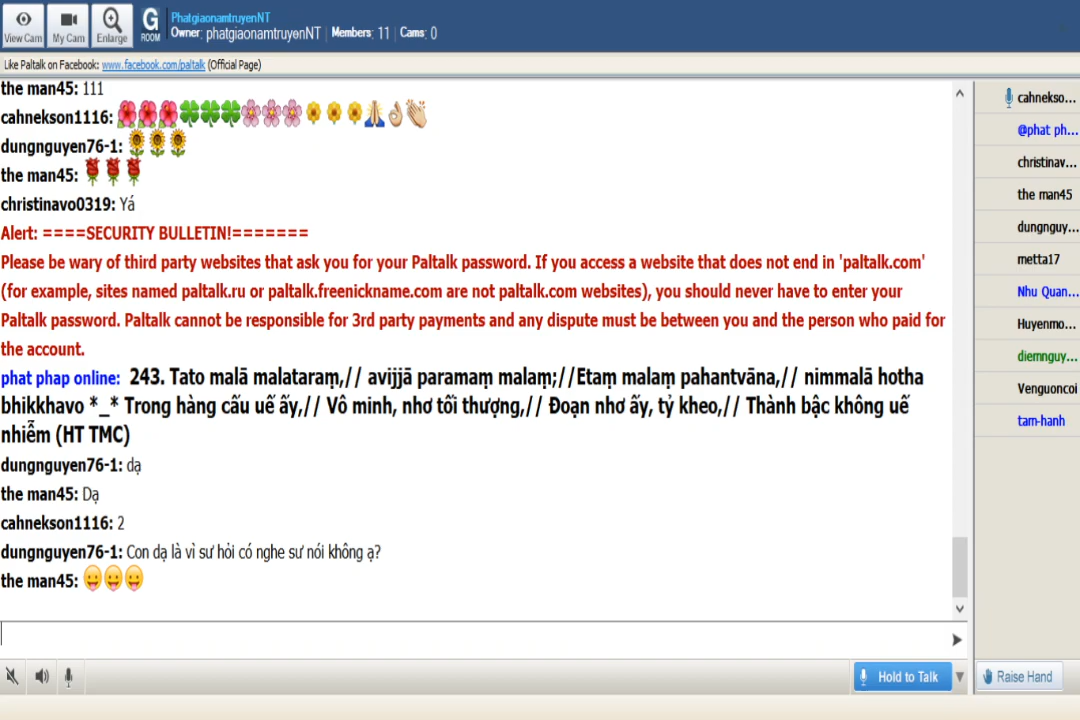 View Cam
My Cam
Enlarge
G
ROOM
PhatgiaonamtruyenNT
Owner: phatgiaonamtruyenNT Members: 11 Cams: 0
Like Paltalk on Facebook: www.facebook.com/paltalk (Official Page)
the man45: 111
cahnekson1116: 🌺🌺🌺🍀🍀🍀🌸🌸🌸🌼🌼🌼🙏👌👏
dungnguyen76-1: 🌻🌻🌻
the man45: 🌹🌹🌹
christinavo0319: Yá
Alert: ====SECURITY BULLETIN!=======
Please be wary of third party websites that ask you for your Paltalk password. If you access a website that does not end in 'paltalk.com'
(for example, sites named paltalk.ru or paltalk.freenickname.com are not paltalk.com websites), you should never have to enter your
Paltalk password. Paltalk cannot be responsible for 3rd party payments and any dispute must be between you and the person who paid for
the account.
phat phap online: 243. Tato malā malataraṃ,// avijjā paramaṃ malaṃ;//Etaṃ malaṃ pahantvāna,// nimmalā hotha
bhikkhavo *_* Trong hàng cấu uế ấy,// Vô minh, nhơ tối thượng,// Đoạn nhơ ấy, tỷ kheo,// Thành bậc không uế
nhiễm (HT TMC)
dungnguyen76-1: dạ
the man45: Dạ
cahnekson1116: 2
dungnguyen76-1: Con dạ là vì sư hỏi có nghe sư nói không ạ?
the man45: 😛😛😛
cahnekso...
@phat ph...
christinav...
the man45
dungnguy...
metta17
Nhu Quan...
Huyenmo...
diemnguy...
Venguoncoi
tam-hanh
Hold to Talk
Raise Hand